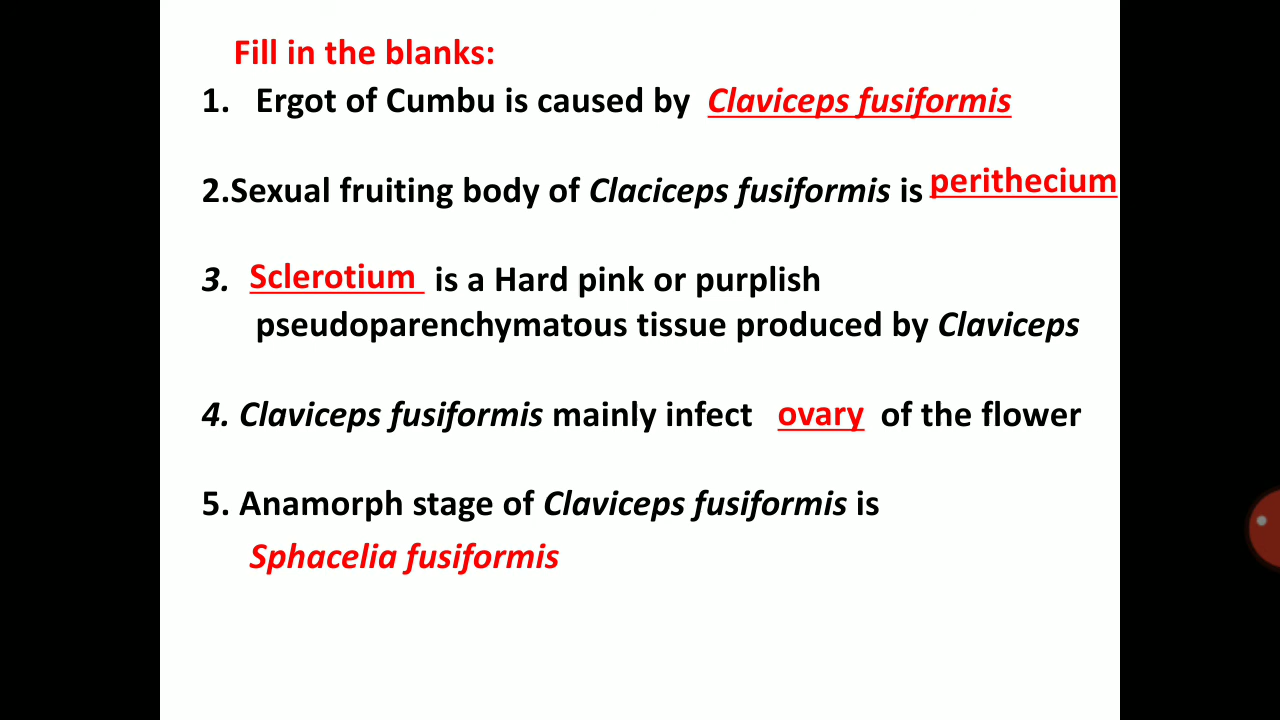 Fill in the blanks:
1. Ergot of Cumbu is caused by Claviceps fusiformis
2.Sexual fruiting body of Claciceps fusiformis is perithecium
3. Sclerotium is a Hard pink or purplish
pseudoparenchymatous tissue produced by Claviceps
4. Claviceps fusiformis mainly infect ovary of the flower
5. Anamorph stage of Claviceps fusiformis is
Sphacelia fusiformis